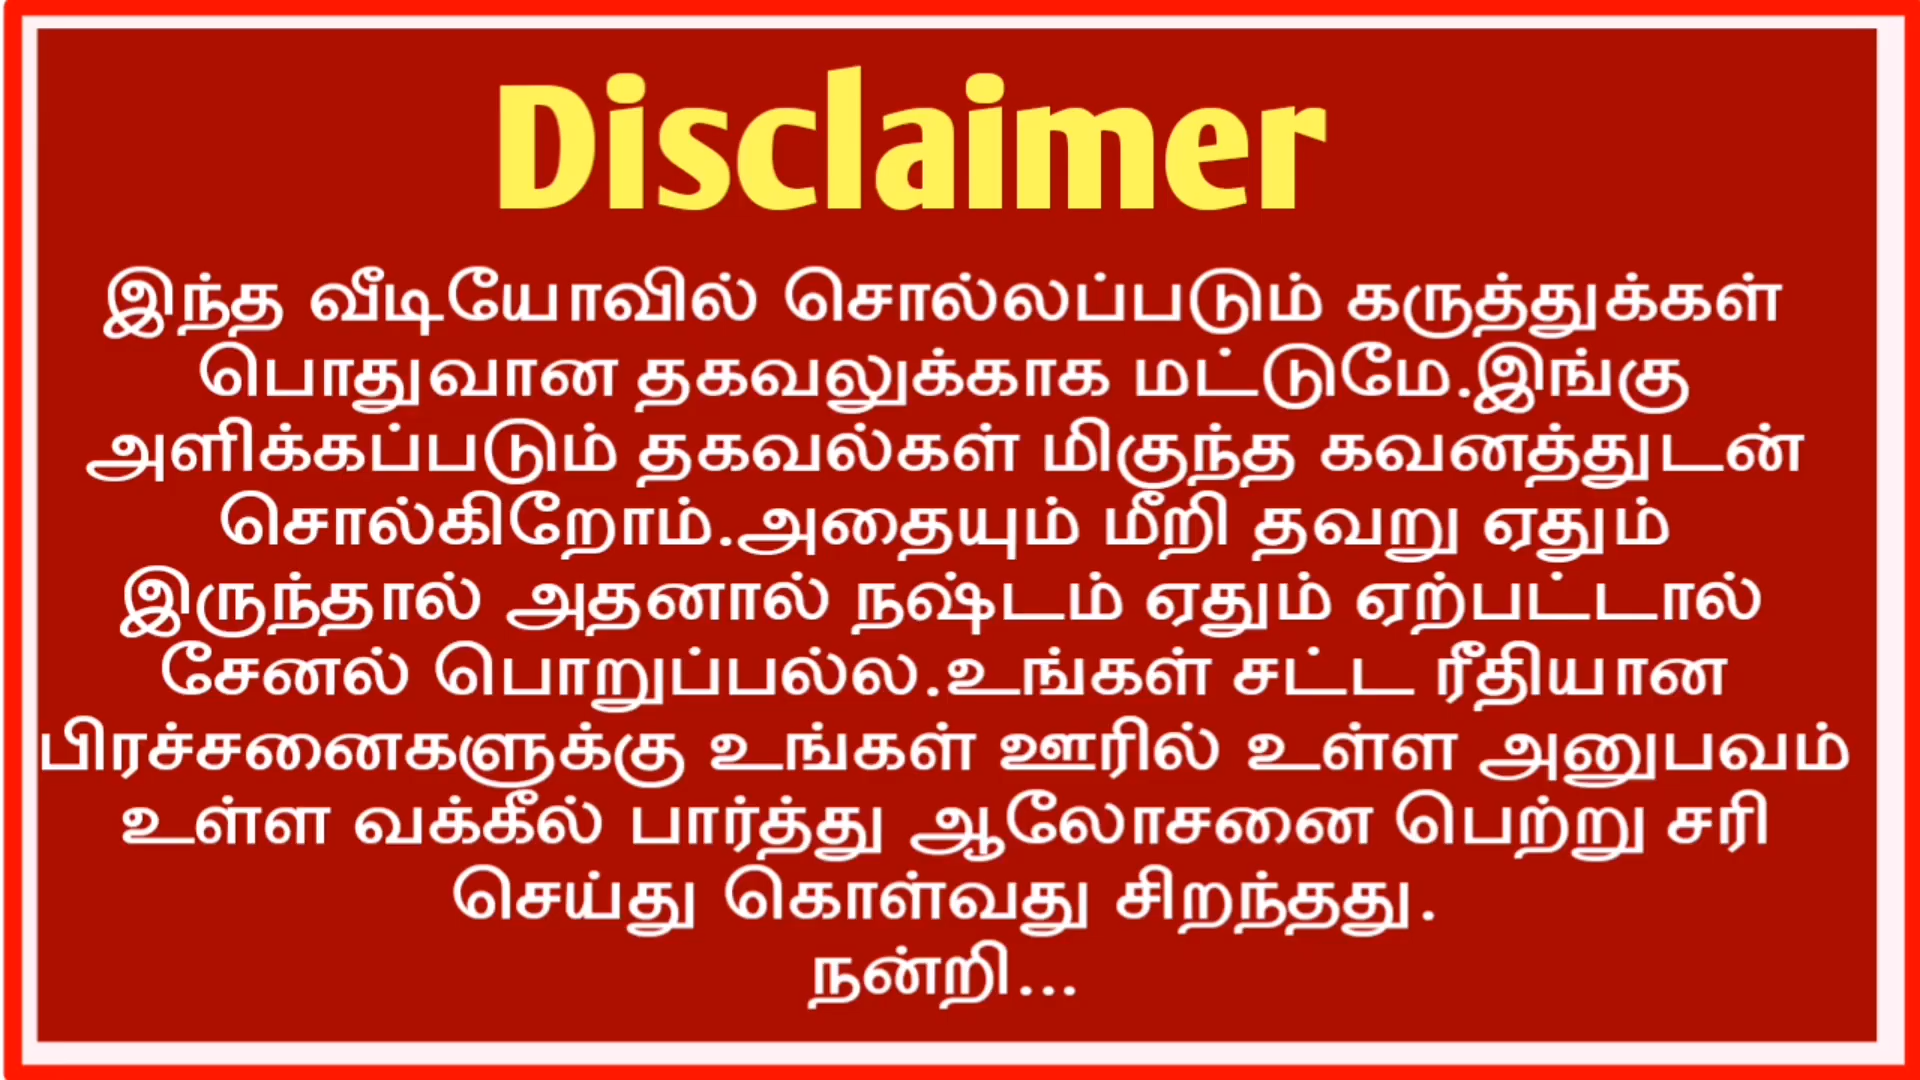 Disclaimer
இந்த வீடியோவில் சொல்லப்படும் கருத்துக்கள்
பொதுவான தகவலுக்காக மட்டுமே.இங்கு
அளிக்கப்படும் தகவல்கள் மிகுந்த கவனத்துடன்
சொல்கிறோம்.அதையும் மீறி தவறு ஏதும்
இருந்தால் அதனால் நஷ்டம் ஏதும் ஏற்பட்டால்
சேனல் பொறுப்பல்ல.உங்கள் சட்ட ரீதியான
பிரச்சனைகளுக்கு உங்கள் ஊரில் உள்ள அனுபவம்
உள்ள வக்கீல் பார்த்து ஆலோசனை பெற்று சரி
செய்து கொள்வது சிறந்தது.
நன்றி...